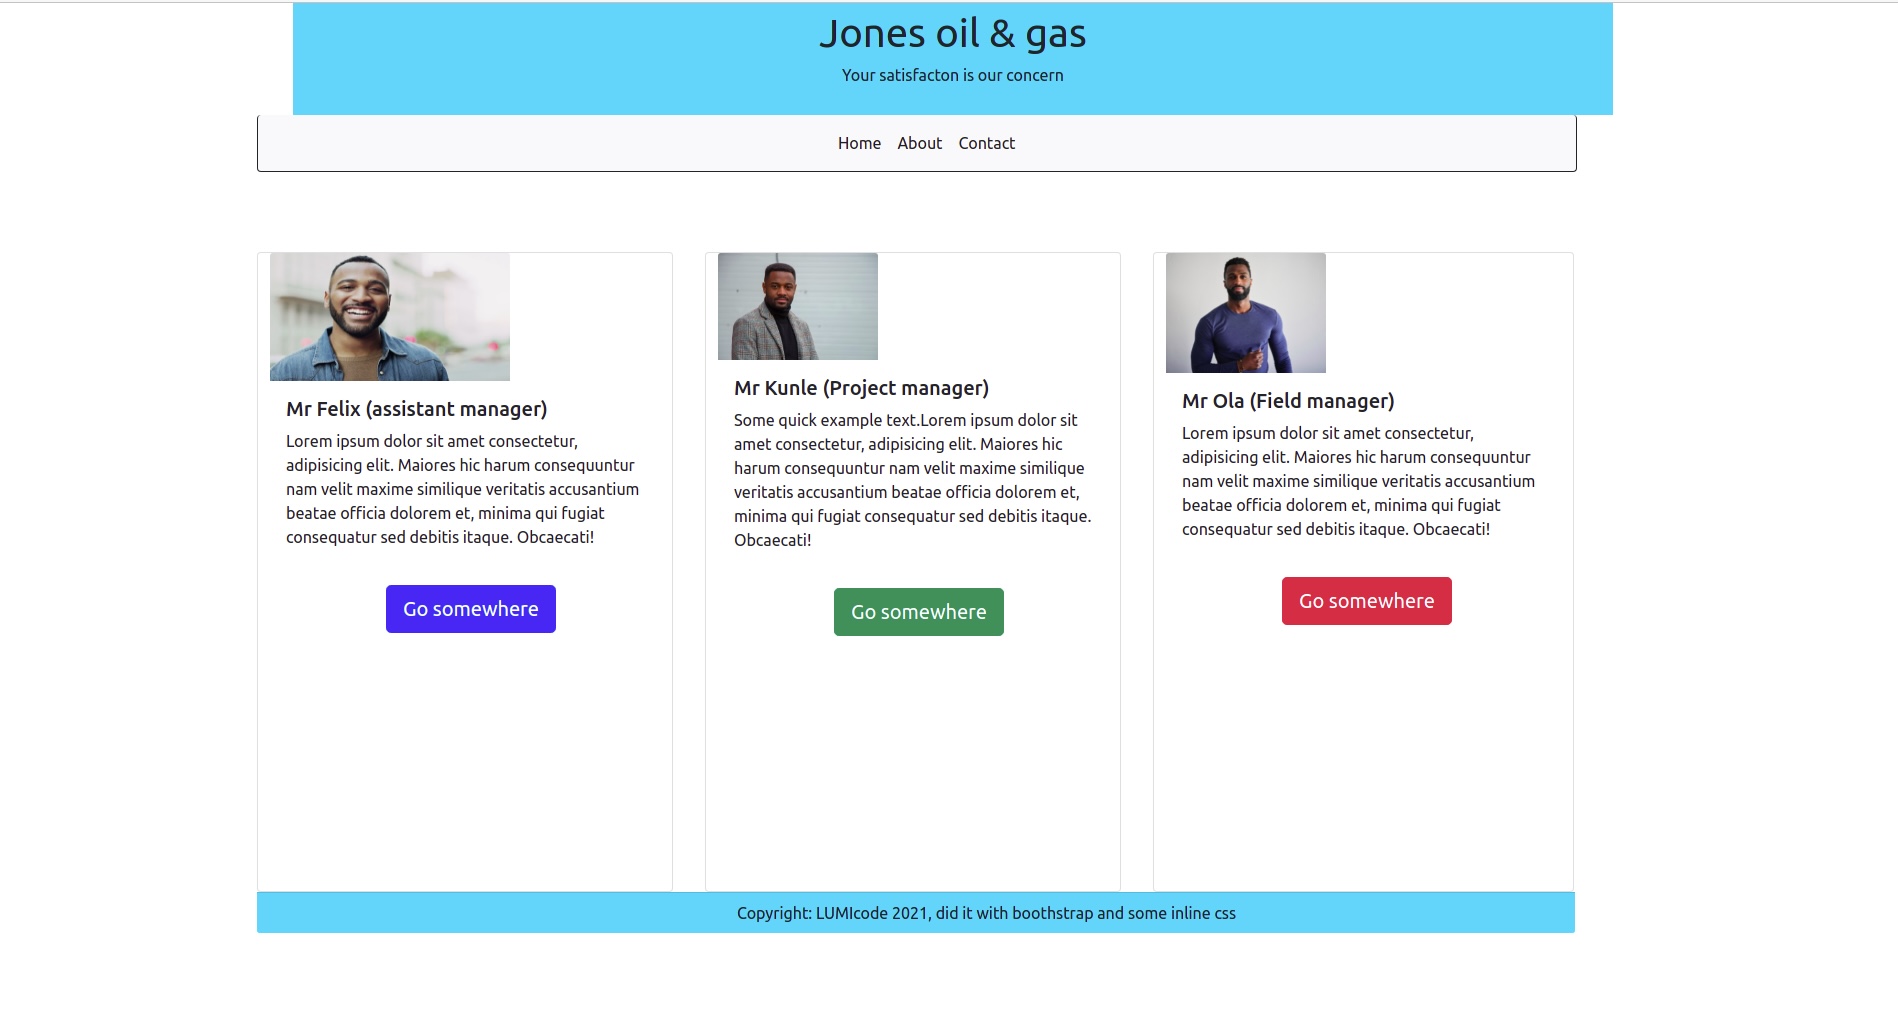 Jones oil & gas
Your satisfacton is our concern
Home About Contact
Mr Felix (assistant manager)
Lorem ipsum dolor sit amet consectetur,
adipisicing elit. Maiores hic harum consequuntur
nam velit maxime similique veritatis accusantium
beatae officia dolorem et, minima qui fugiat
consequatur sed debitis itaque. Obcaecati!
Go somewhere
Mr Kunle (Project manager)
Some quick example text.Lorem ipsum dolor sit
amet consectetur, adipisicing elit. Maiores hic
harum consequuntur nam velit maxime similique
veritatis accusantium beatae officia dolorem et,
minima qui fugiat consequatur sed debitis itaque.
Obcaecati!
Go somewhere
Mr Ola (Field manager)
Lorem ipsum dolor sit amet consectetur,
adipisicing elit. Maiores hic harum consequuntur
nam velit maxime similique veritatis accusantium
beatae officia dolorem et, minima qui fugiat
consequatur sed debitis itaque. Obcaecati!
Go somewhere
Copyright: LUMIcode 2021, did it with boothstrap and some inline css